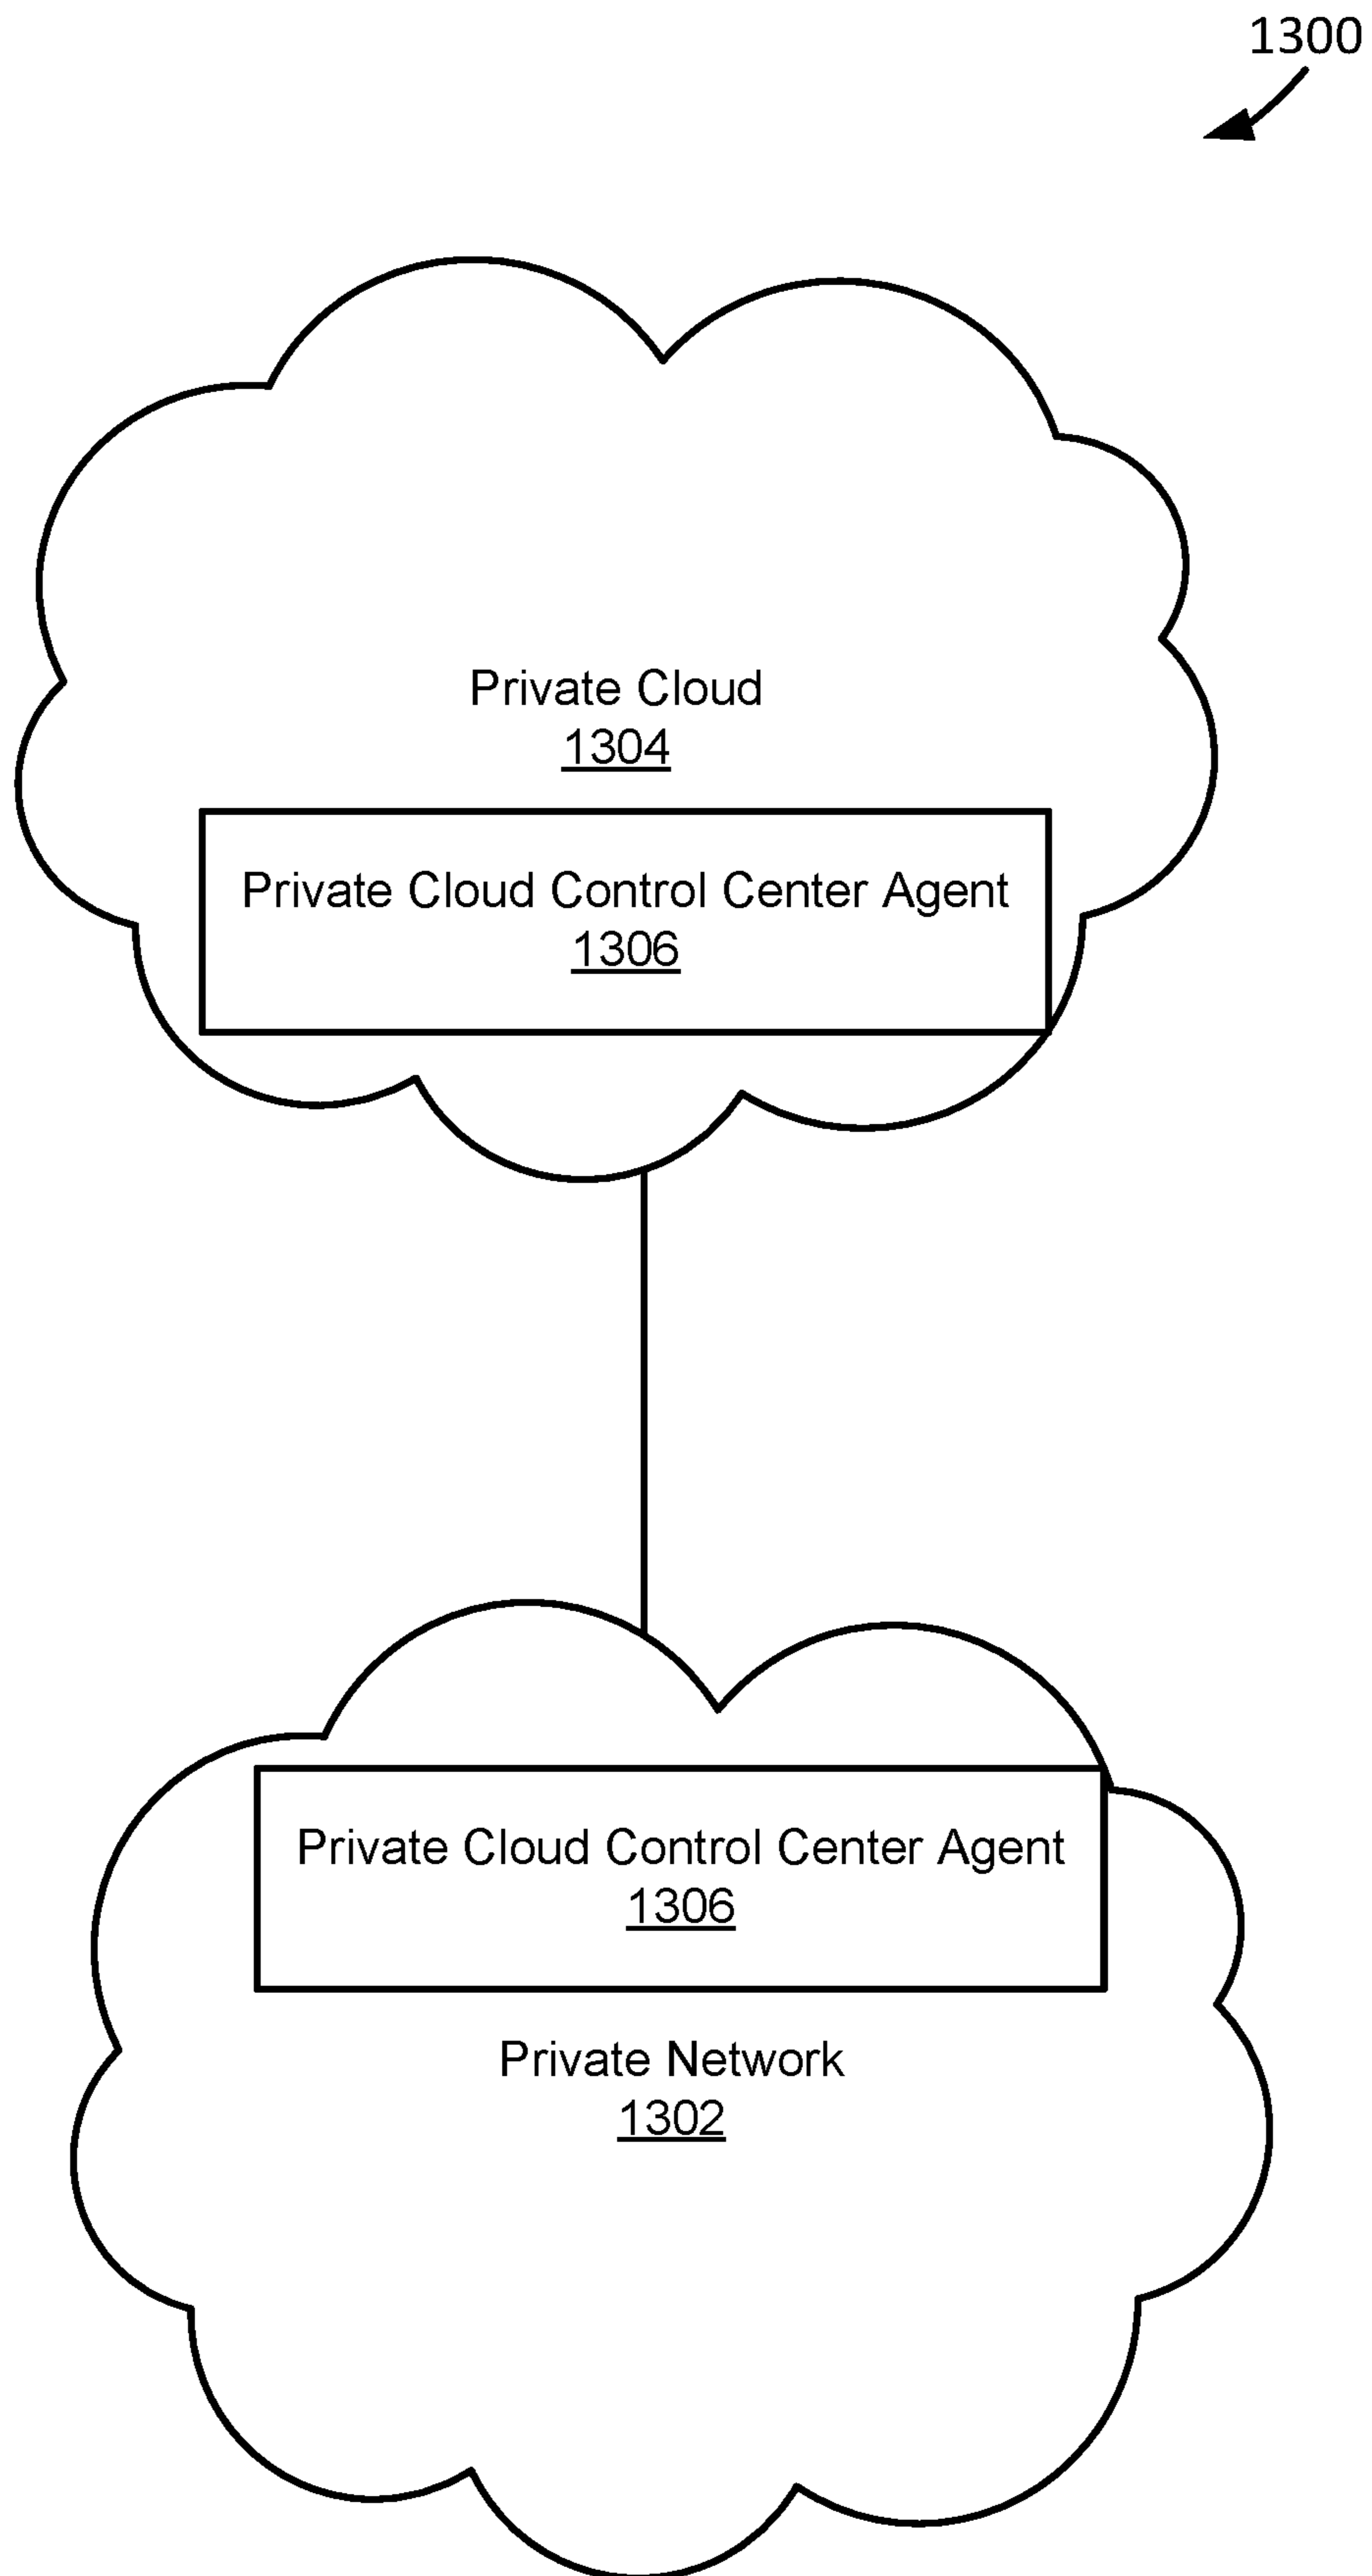 1300
Private Cloud
1304
Private Cloud Control Center Agent
1306
Private Cloud Control Center Agent
1306
Private Network
1302